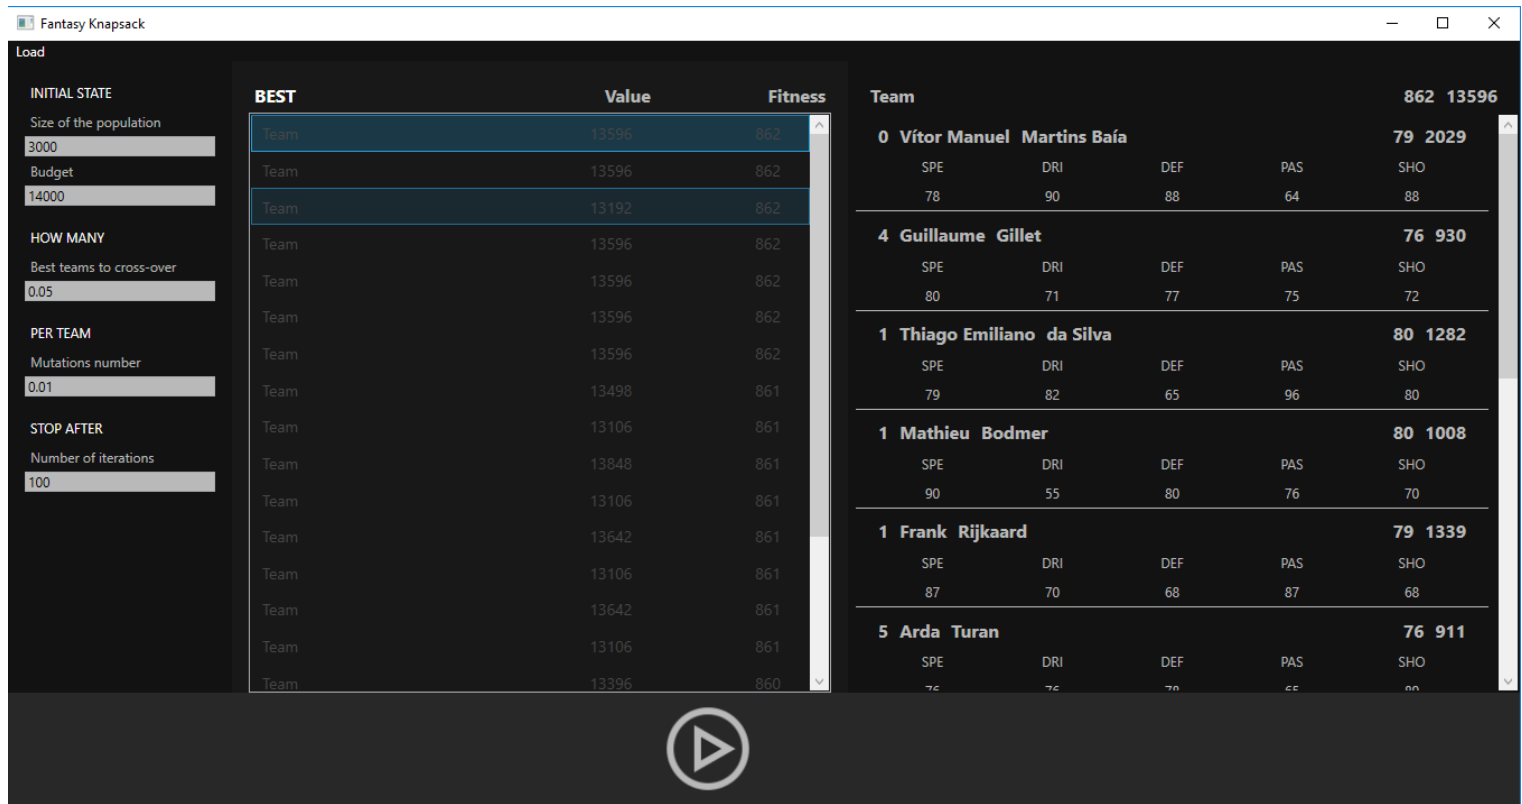 Fantasy Knapsack
Load
INITIAL STATE
Size of the population
3000
Budget
14000
HOW MANY
Best teams to cross-over
0.05
PER TEAM
Mutations number
0.01
STOP AFTER
Number of iterations
100
BEST Value Fitness
Team 13596 862
Team 13596 862
Team 13192 862
Team 13596 862
Team 13596 862
Team 13596 862
Team 13596 862
Team 13498 861
Team 13106 861
Team 13848 861
Team 13106 861
Team 13642 861
Team 13106 861
Team 13642 861
Team 13106 861
Team 13396 860
Team 862 13596
0 Vítor Manuel Martins Baía 79 2029
SPE DRI DEF PAS SHO
78 90 88 64 88
4 Guillaume Gillet 76 930
SPE DRI DEF PAS SHO
80 71 77 75 72
1 Thiago Emiliano da Silva 80 1282
SPE DRI DEF PAS SHO
79 82 65 96 80
1 Mathieu Bodmer 80 1008
SPE DRI DEF PAS SHO
90 55 80 76 70
1 Frank Rijkaard 79 1339
SPE DRI DEF PAS SHO
87 70 68 87 68
5 Arda Turan 76 911
SPE DRI DEF PAS SHO